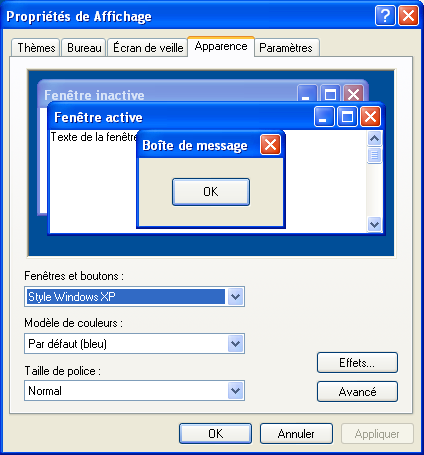 Propriétés de Affichage
Thèmes Bureau Écran de veille Apparence Paramètres
Fenêtre inactive
Fenêtre active
Texte de la fenêtre
Boîte de message
OK
Fenêtres et boutons :
Style Windows XP
Modèle de couleurs :
Par défaut (bleu)
Effets...
Taille de police :
Normal
Avancé
OK Annuler Appliquer